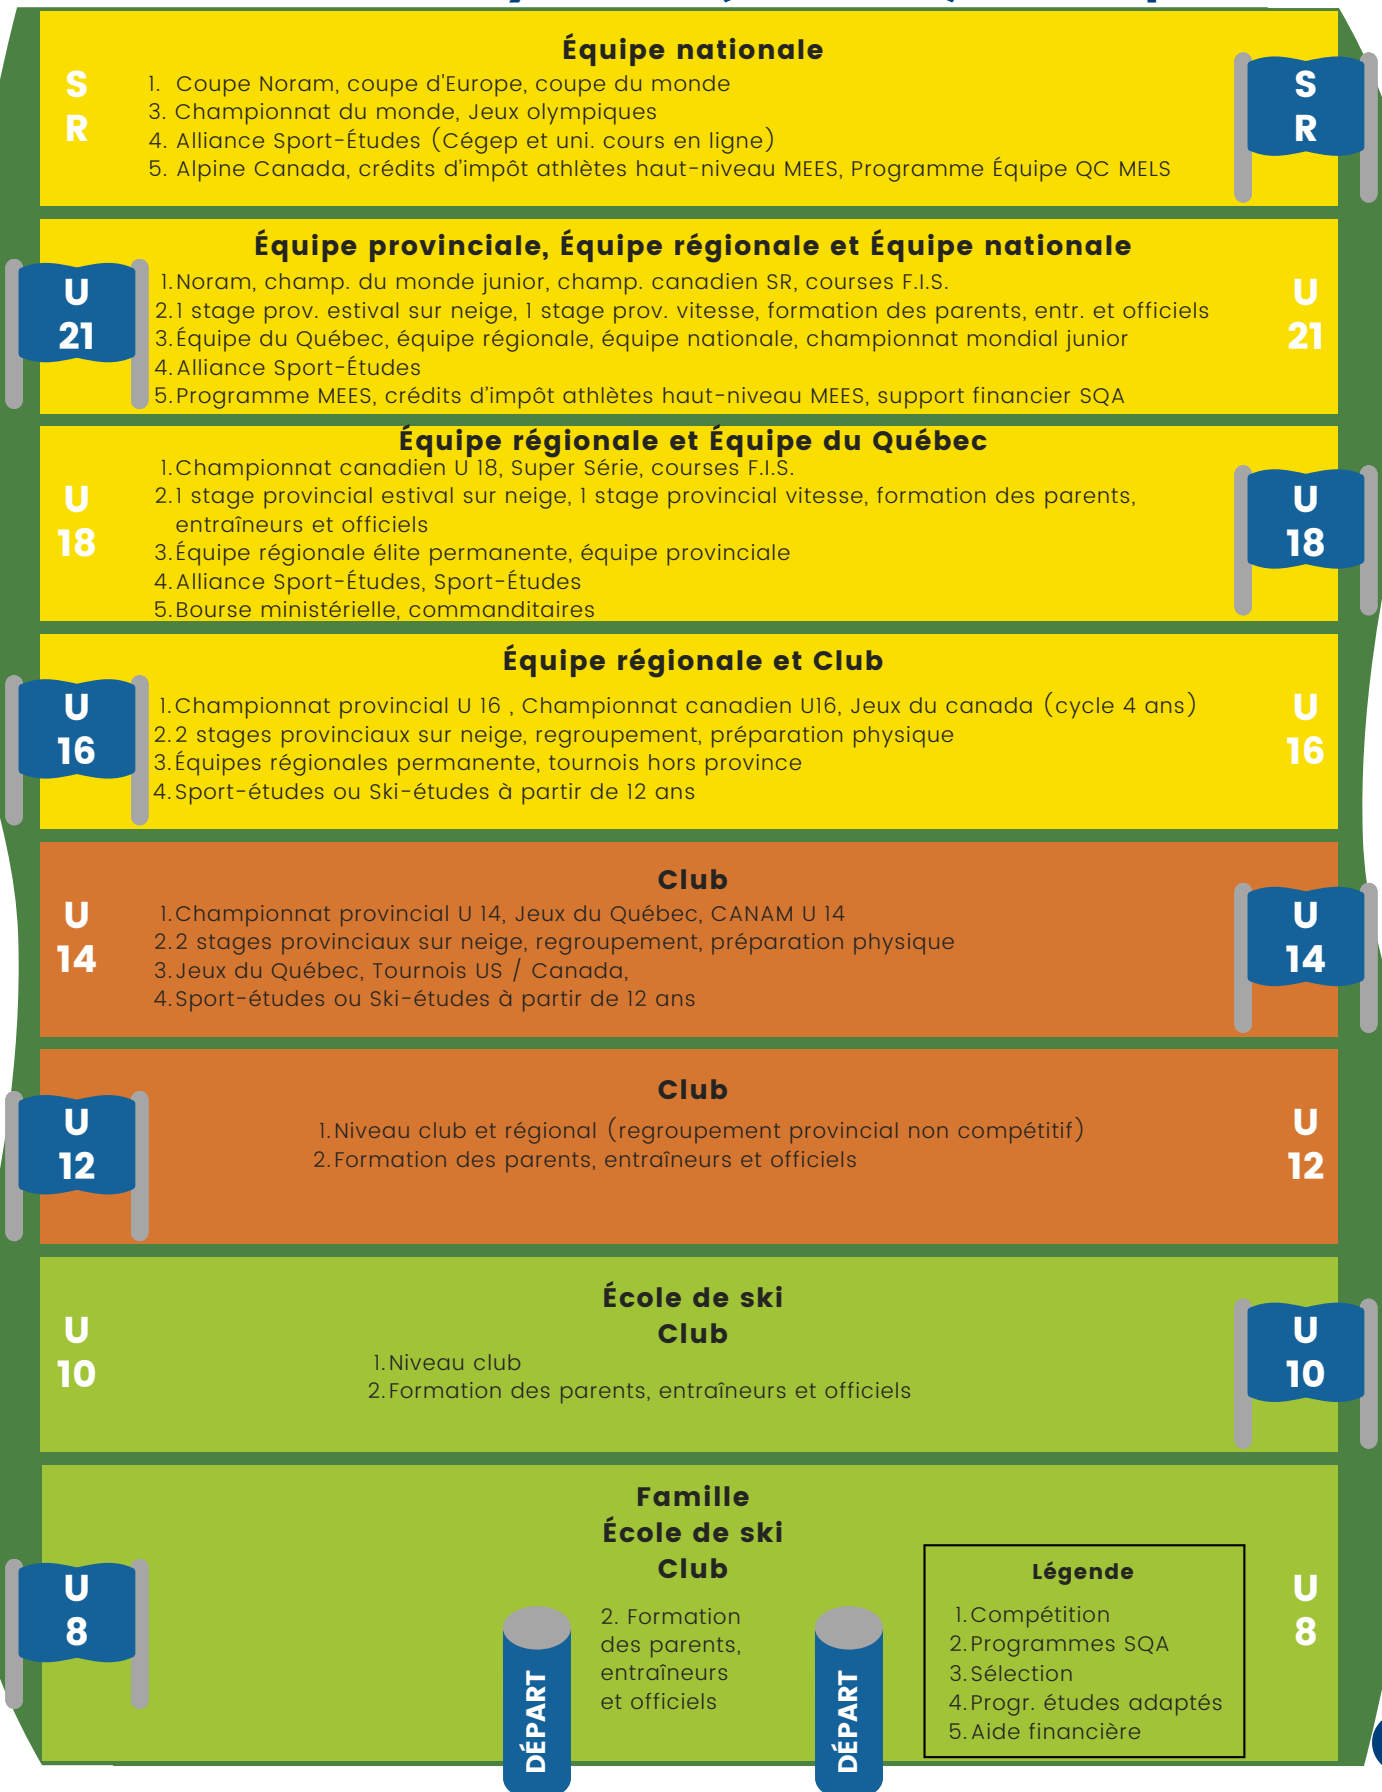 Équipe nationale
S
R
1. Coupe Noram, coupe d'Europe, coupe du monde
3. Championnat du monde, Jeux olympiques
4. Alliance Sport-Études (Cégep et uni. cours en ligne)
5. Alpine Canada, crédits d'impôt athlètes haut-niveau MEES, Programme Équipe QC MELS
S
R
Équipe provinciale, Équipe régionale et Équipe nationale
U
21
1. Noram, champ. du monde junior, champ. canadien SR, courses F.I.S.
2. 1 stage prov. estival sur neige, 1 stage prov. vitesse, formation des parents, entr. et officiels
3. Équipe du Québec, équipe régionale, équipe nationale, championnat mondial junior
4. Alliance Sport-Études
5. Programme MEES, crédits d'impôt athlètes haut-niveau MEES, support financier SQA
U
21
Équipe régionale et Équipe du Québec
U
18
1. Championnat canadien U 18, Super Série, courses F.I.S.
2. 1 stage provincial estival sur neige, 1 stage provincial vitesse, formation des parents,
entraîneurs et officiels
3. Équipe régionale élite permanente, équipe provinciale
4. Alliance Sport-Études, Sport-Études
5. Bourse ministérielle, commanditaires
U
18
Équipe régionale et Club
U
16
1. Championnat provincial U 16 , Championnat canadien U16, Jeux du canada (cycle 4 ans)
2. 2 stages provinciaux sur neige, regroupement, préparation physique
3. Équipes régionales permanente, tournois hors province
4. Sport-études ou Ski-études à partir de 12 ans
U
16
Club
U
14
1. Championnat provincial U 14, Jeux du Québec, CANAM U 14
2. 2 stages provinciaux sur neige, regroupement, préparation physique
3. Jeux du Québec, Tournois US / Canada,
4. Sport-études ou Ski-études à partir de 12 ans
U
14
Club
U
12
1. Niveau club et régional (regroupement provincial non compétitif)
2. Formation des parents, entraîneurs et officiels
U
12
École de ski
Club
U
10
1. Niveau club
2. Formation des parents, entraîneurs et officiels
U
10
Famille
École de ski
Club
U
8
DÉPART
2. Formation
des parents,
entraîneurs
et officiels
DÉPART
Légende
1. Compétition
2. Programmes SQA
3. Sélection
4. Progr. études adaptés
5. Aide financière
U
8